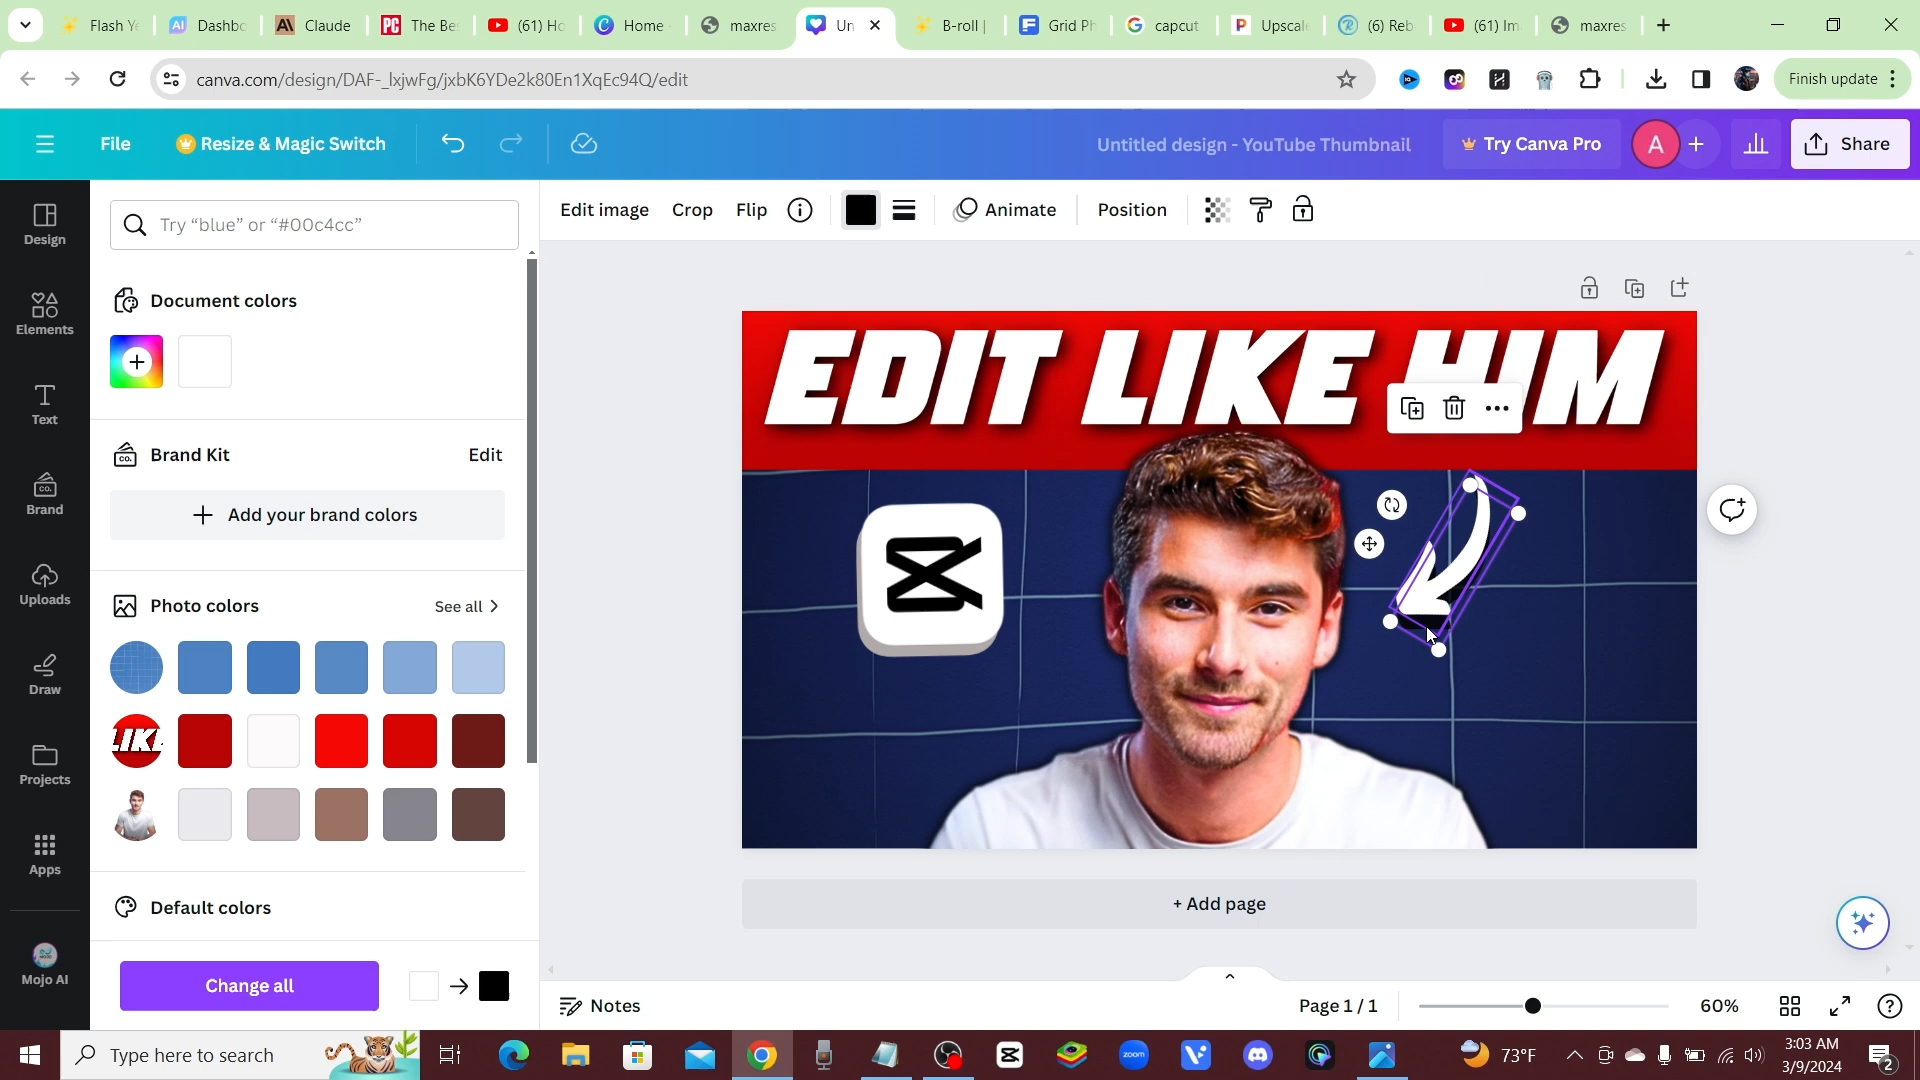 Flash Ye
Dashbo
Claude
The Be
(61) Ho
Home -
maxres
Un
B-roll |
Grid Ph
capcut
Upscal
(6) Reb
(61) Im
maxres
canva.com/design/DAF-_lxjwFg/jxbK6YDe2k80En1XqEc94Q/edit
Finish update
File
Resize & Magic Switch
Untitled design - YouTube Thumbnail
Try Canva Pro
A
Share
Design
Elements
Text
Brand
Uploads
Draw
Projects
Apps
Mojo AI
Try “blue” or “#00c4cc”
Document colors
Brand Kit
Edit
Add your brand colors
Photo colors
See all
LIKE
Default colors
Change all
Edit image
Crop
Flip
Animate
Position
EDIT LIKE HIM
+ Add page
Notes
Page 1 / 1
60%
Type here to search
zoom
73°F
3:03 AM
3/9/2024
2